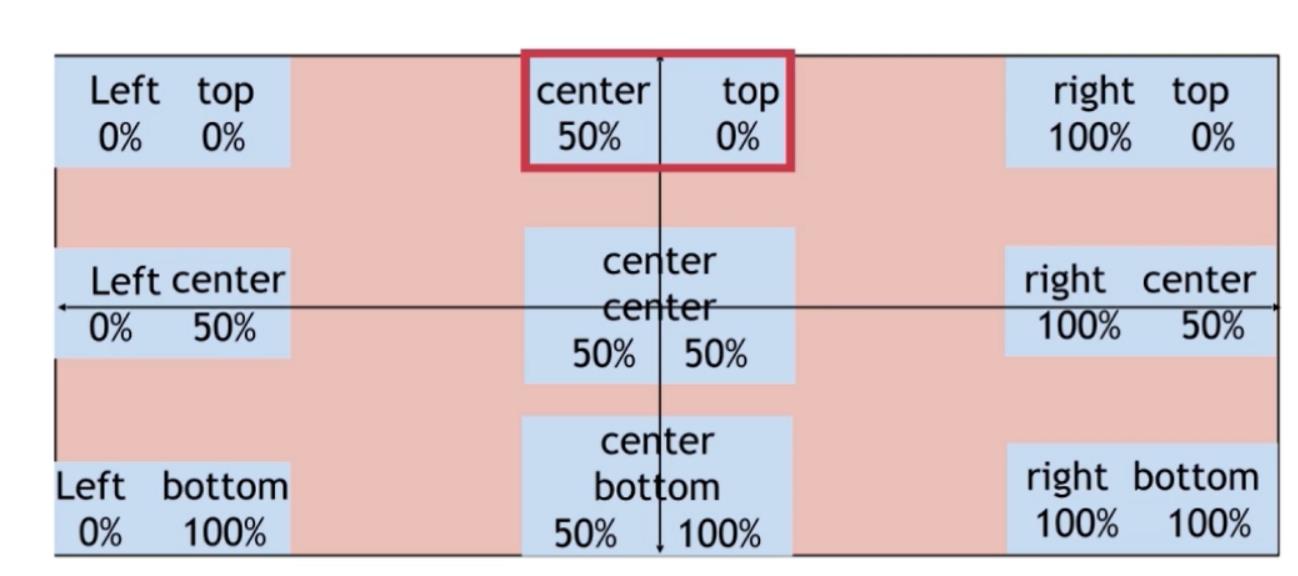 Left top
0% 0%
center top
50% 0%
right top
100% 0%
Left center
0% 50%
center
center
50% 50%
right center
100% 50%
Left bottom
0% 100%
center
bottom
50% 100%
right bottom
100% 100%